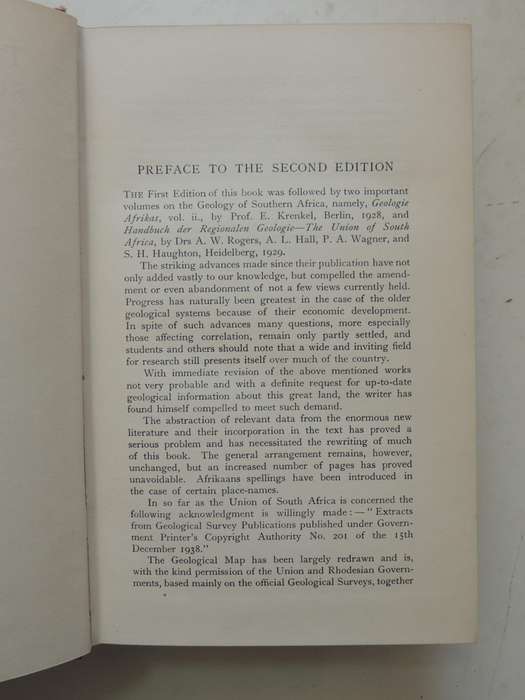 PREFACE TO THE SECOND EDITION
THE First Edition of this book was followed by two important
volumes on the Geology of Southern Africa, namely, Geologie
Afrikas, vol. ii., by Prof. E. Krenkel, Berlin, 1928, and
Handbuch der Regionalen Geologie—The Union of South
Africa, by Drs A. W. Rogers, A. L. Hall, P. A. Wagner, and
S. H. Haughton, Heidelberg, 1929.
The striking advances made since their publication have not
only added vastly to our knowledge, but compelled the amend-
ment or even abandonment of not a few views currently held.
Progress has naturally been greatest in the case of the older
geological systems because of their economic development.
In spite of such advances many questions, more especially
those affecting correlation, remain only partly settled, and
students and others should note that a wide and inviting field
for research still presents itself over much of the country.
With immediate revision of the above mentioned works
not very probable and with a definite request for up-to-date
geological information about this great land, the writer has
found himself compelled to meet such demand.
The abstraction of relevant data from the enormous new
literature and their incorporation in the text has proved a
serious problem and has necessitated the rewriting of much
of this book. The general arrangement remains, however,
unchanged, but an increased number of pages has proved
unavoidable. Afrikaans spellings have been introduced in
the case of certain place-names.
In so far as the Union of South Africa is concerned the
following acknowledgment is willingly made:—"Extracts
from Geological Survey Publications published under Govern-
ment Printer's Copyright Authority No. 201 of the 15th
December 1938."
The Geological Map has been largely redrawn and is,
with the kind permission of the Union and Rhodesian Govern-
ments, based mainly on the official Geological Surveys, together